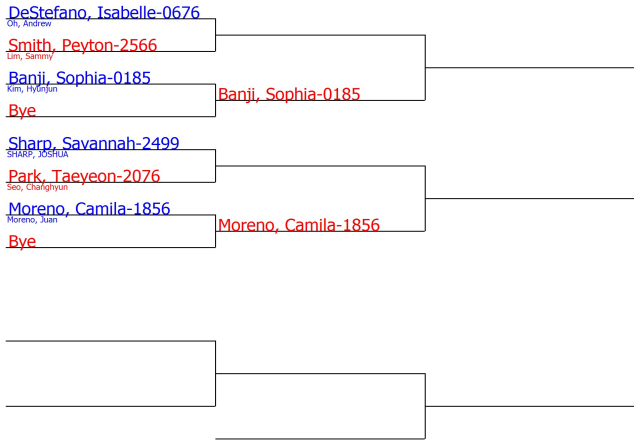 DeStefano, Isabelle-0676
Oh, Andrew
Smith, Peyton-2566
Lim, Sammy
Banji, Sophia-0185
Kim, Hyunjun
Banji, Sophia-0185
Bye
Sharp, Savannah-2499
SHARP, JOSHUA
Park, Taeyeon-2076
Seo, Changhyun
Moreno, Camila-1856
Moreno, Juan
Moreno, Camila-1856
Bye